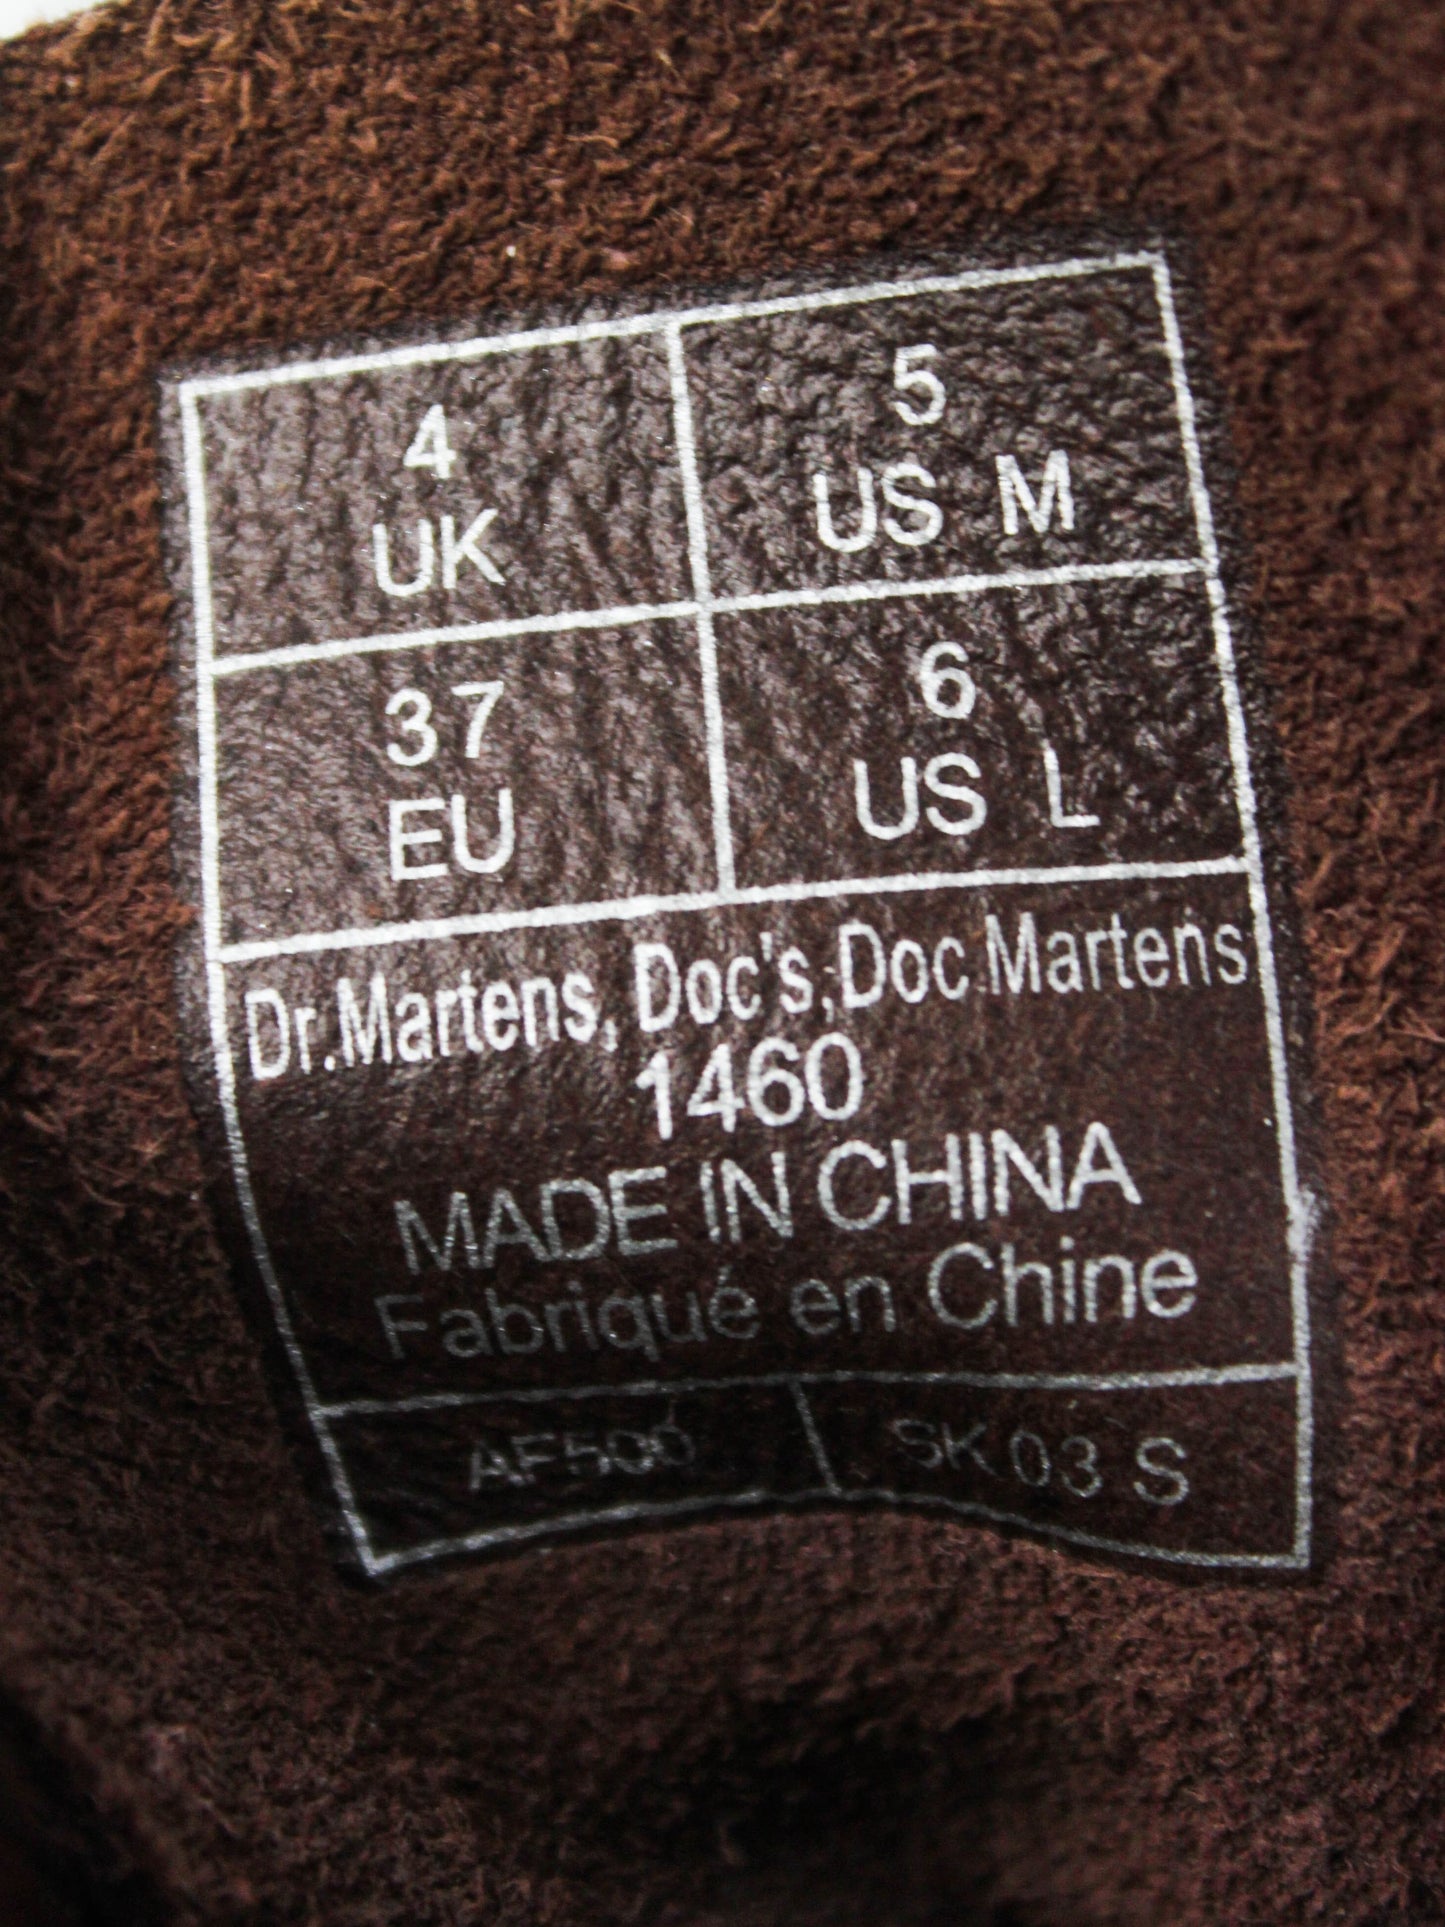 4
UK
5
US M
37
EU
6
US L
Dr.Martens, Doc's, Doc Martens
1460
MADE IN CHINA
Fabriqué en Chine
AF500
SK 03 S